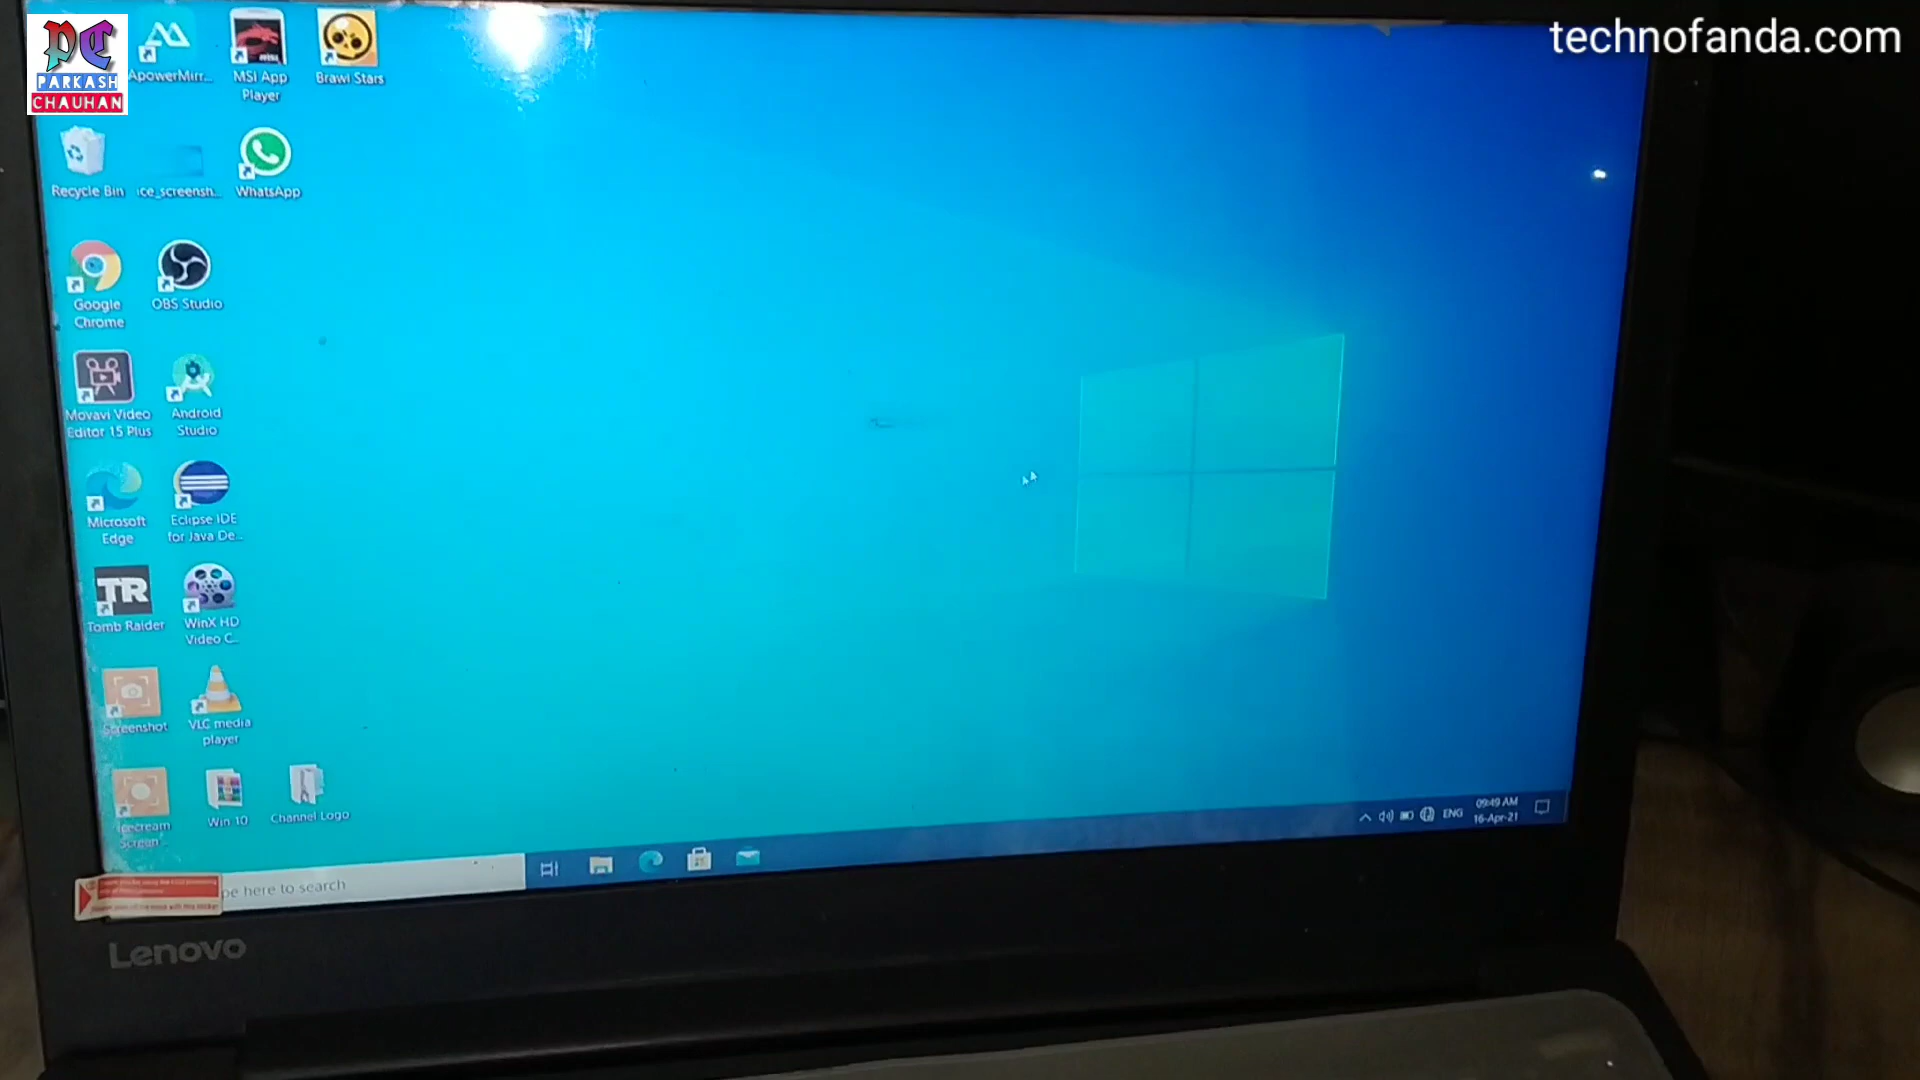 technofanda.com
PC
PARKASH
CHAUHAN
ApowerMirr...
MSI App
Player
Brawl Stars
Recycle Bin
ice_screensh...
WhatsApp
Google
Chrome
OBS Studio
Movavi Video
Editor 15 Plus
Android
Studio
Microsoft
Edge
Eclipse IDE
for Java De...
TR
Tomb Raider
WinX HD
Video C...
Screenshot
VLC media
player
Icecream
Screen...
Win 10
Channel Logo
pe here to search
ENG
09:49 AM
16-Apr-21
Lenovo